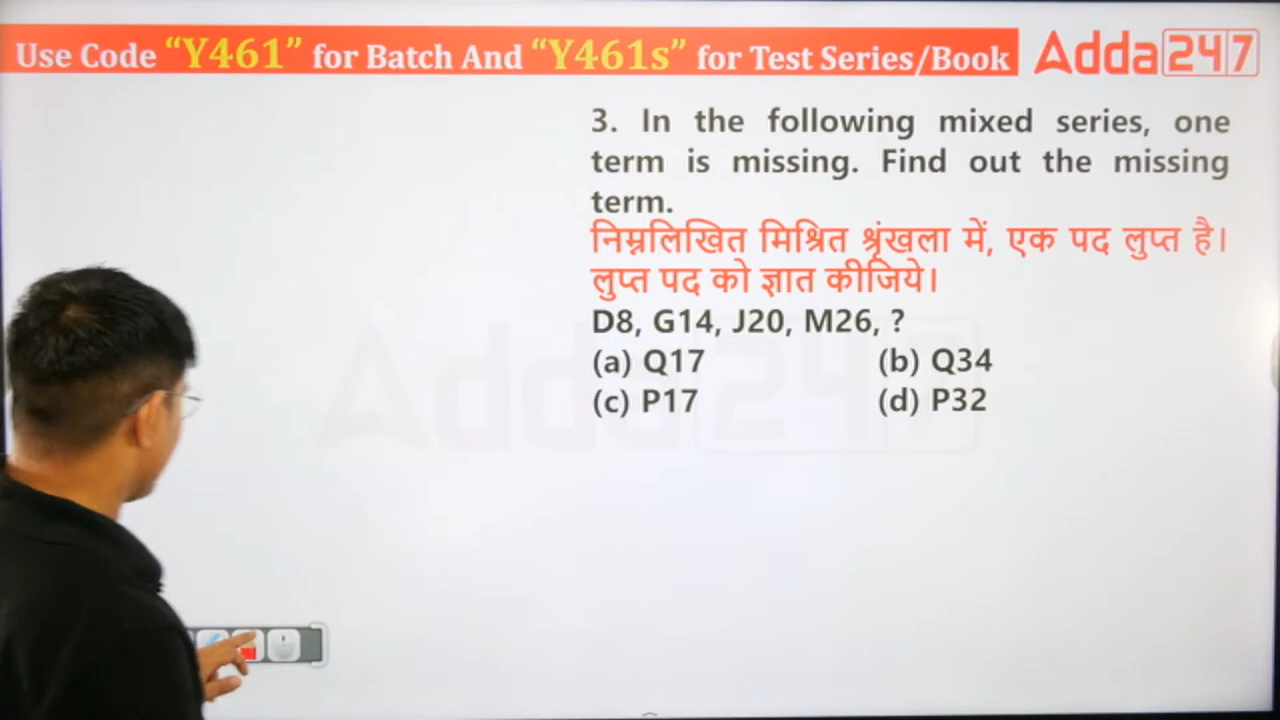 Use Code “Y461” for Batch And “Y461s” for Test Series/Book
Adda247
3. In the following mixed series, one
term is missing. Find out the missing
term.
निम्नलिखित मिश्रित श्रृंखला में, एक पद लुप्त है।
लुप्त पद को ज्ञात कीजिये।
D8, G14, J20, M26, ?
(a) Q17 (b) Q34
(c) P17 (d) P32
Adda247